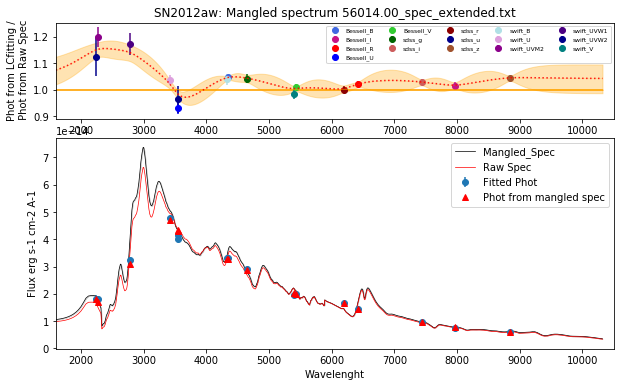 SN2012aw: Mangled spectrum 56014.00_spec_extended.txt
Phot from LCfitting /
Phot from Raw Spec
1.2
1.1
1.0
0.9
Bessell_B
Bessell_I
Bessell_R
Bessell_U
Bessell_V
sdss_g
sdss_i
sdss_r
sdss_u
sdss_z
swift_B
swift_U
swift_UVM2
swift_UVW1
swift_UVW2
swift_V
2000 3000 4000 5000 6000 7000 8000 9000 10000
1e-14
Flux erg s-1 cm-2 A-1
7
6
5
4
3
2
1
0
Mangled_Spec
Raw Spec
Fitted Phot
Phot from mangled spec
2000 3000 4000 5000 6000 7000 8000 9000 10000
Wavelenght